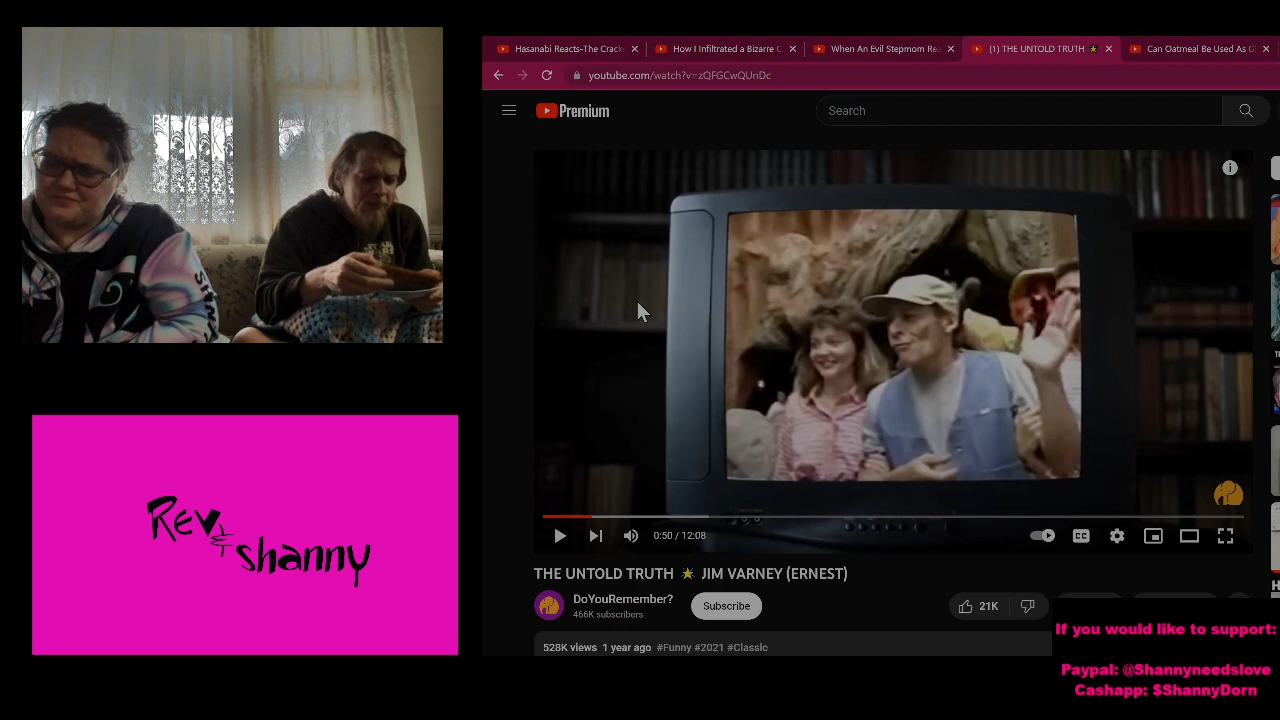 Hasanabi Reacts-The Crack
How I Infiltrated a Bizarre C
When An Evil Stepmom Rea
(1) THE UNTOLD TRUTH
Can Oatmeal Be Used As G
youtube.com/watch?v=zQFGCwQUnDc
Premium
Search
CC
0:50 / 12:08
THE UNTOLD TRUTH 🌟 JIM VARNEY (ERNEST)
DoYouRemember?
466K subscribers
Subscribe
21K
528K views 1 year ago #Funny #2021 #Classic
Rev
&
shanny
If you would like to support:
Paypal: @Shannyneedslove
Cashapp: $ShannyDorn